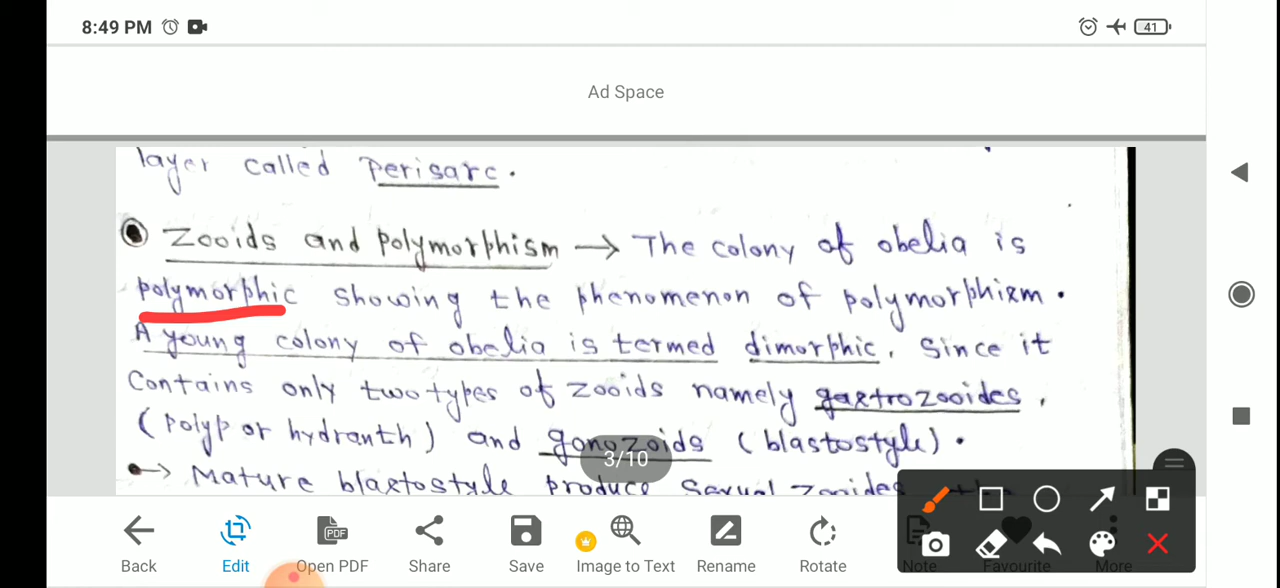 8:49 PM
41
Ad Space
layer called Perisarc.
Zooids and Polymorphism → The colony of obelia is
polymorphic showing the phenomenon of polymorphism.
A young colony of obelia is termed dimorphic. Since it
Contains only two types of zooids namely gastrozooides.
(Polyp or hydranth) and gonozoids (blastostyle).
3/10
→ Mature blastostyle produce sexual zooides
Back
Edit
Open PDF
Share
Save
Image to Text
Rename
Rotate
Note
Favourite
More
PDF